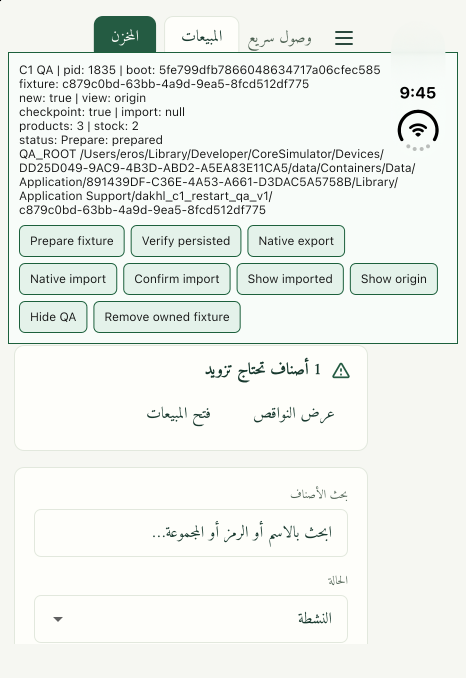 المخزن المبيعات وصول سريع
C1 QA | pid: 1835 | boot: 5fe799dfb7866048634717a06cfec585
fixture: c879c0bd-63bb-4a9d-9ea5-8fcd512df775
new: true | view: origin
checkpoint: true | import: null
products: 3 | stock: 2
status: Prepare: prepared
QA_ROOT /Users/eros/Library/Developer/CoreSimulator/Devices/
DD25D049-9AC9-4B3D-ABD2-A5EA83E11CA5/data/Containers/Data/
Application/891439DF-C36E-4A53-A661-D3DAC5A5758B/Library/
Application Support/dakhl_c1_restart_qa_v1/
c879c0bd-63bb-4a9d-9ea5-8fcd512df775
9:45
Prepare fixture Verify persisted Native export
Native import Confirm import Show imported Show origin
Hide QA Remove owned fixture
1 أصناف تحتاج تزويد
عرض النواقص فتح المبيعات
بحث الأصناف
ابحث بالاسم أو الرمز أو المجموعة...
الحالة
النشطة